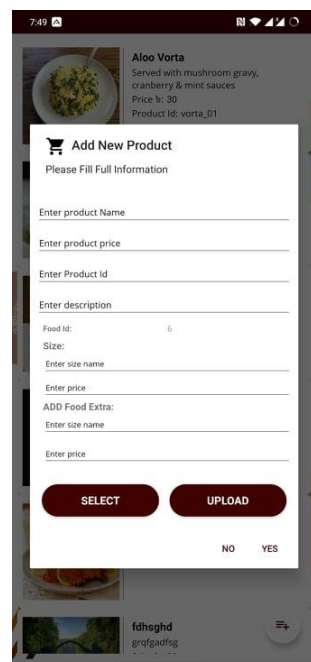 7:49
Aloo Vorta
Served with mushroom gravy,
cranberry & mint sauces
Price ৳: 30
Product Id: vorta_01
Add New Product
Please Fill Full Information
Enter product Name
Enter product price
Enter Product Id
Enter description
Food Id: 6
Size:
Enter size name
Enter price
ADD Food Extra:
Enter size name
Enter price
SELECT UPLOAD
NO YES
fdhsghd
grqfgadfsg